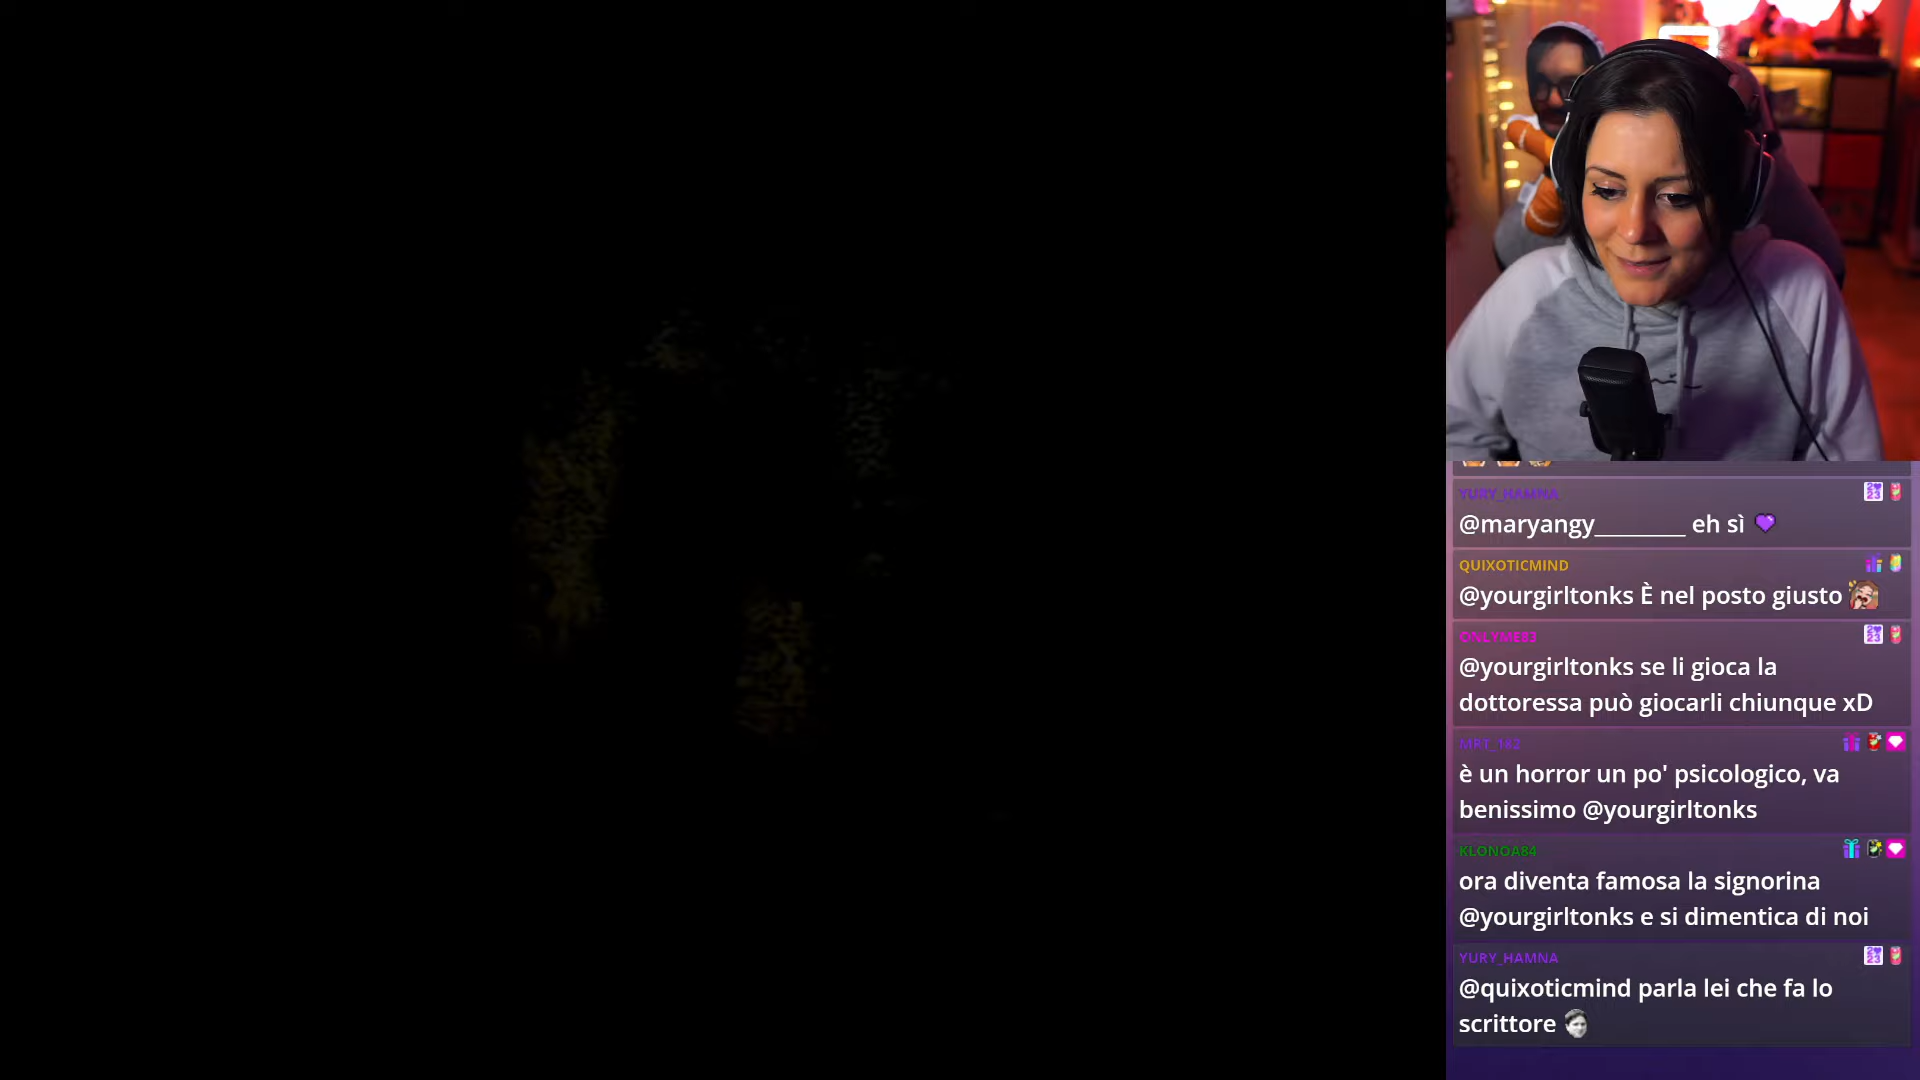 YURY_HAMNA
@maryangy________ eh sì
QUIXOTICMIND
@yourgirltonks È nel posto giusto
ONLYME83
@yourgirltonks se li gioca la
dottoressa può giocarli chiunque xD
MRT_182
è un horror un po' psicologico, va
benissimo @yourgirltonks
KLONOA84
ora diventa famosa la signorina
@yourgirltonks e si dimentica di noi
YURY_HAMNA
@quixoticmind parla lei che fa lo
scrittore